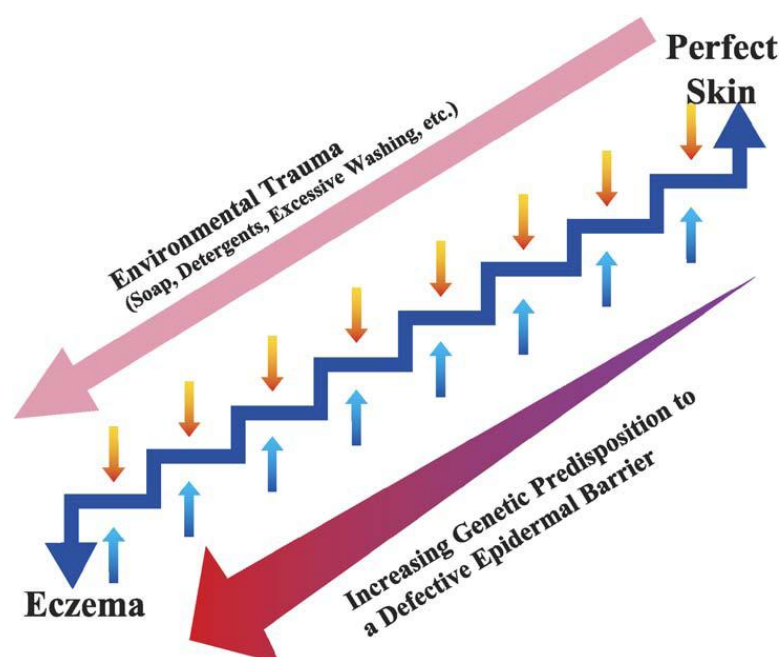 Perfect
Skin
Environmental Trauma
(Soap, Detergents, Excessive Washing, etc.)
Increasing Genetic Predisposition to
a Defective Epidermal Barrier
Eczema